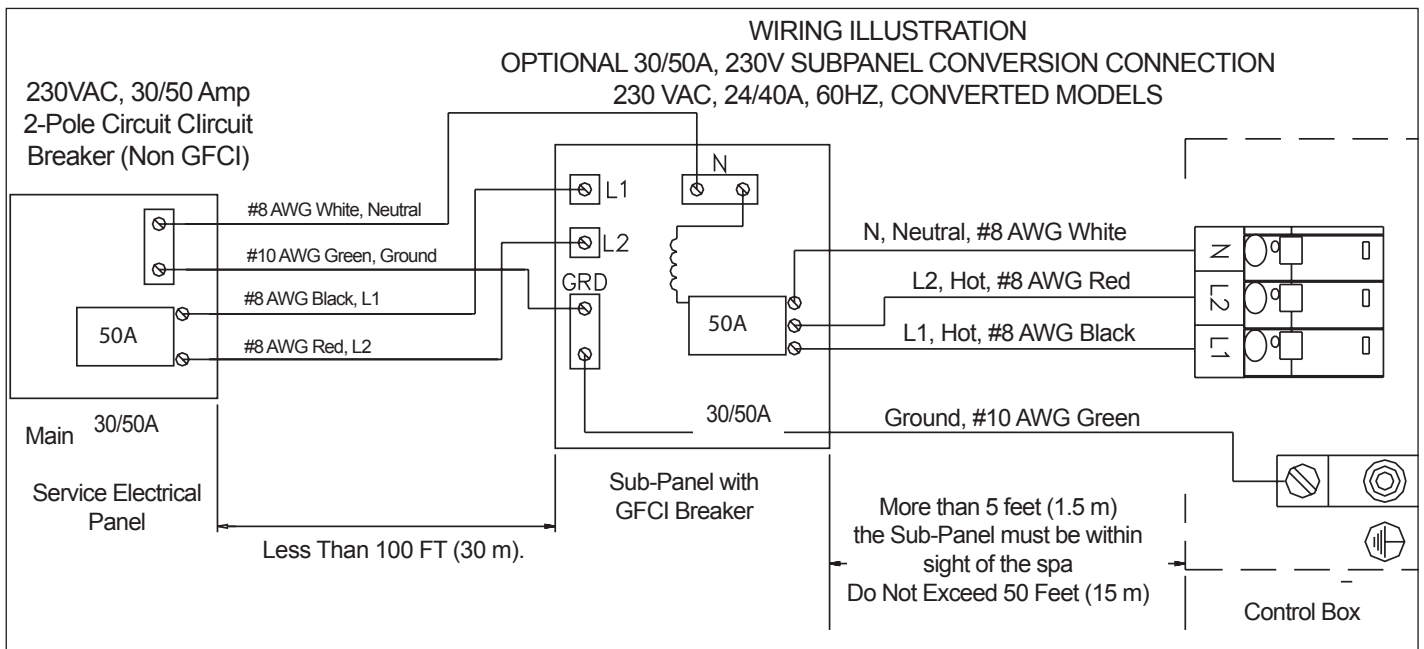 WIRING ILLUSTRATION
OPTIONAL 30/50A, 230V SUBPANEL CONVERSION CONNECTION
230 VAC, 24/40A, 60HZ, CONVERTED MODELS
230VAC, 30/50 Amp
2-Pole Circuit CIircuit
Breaker (Non GFCI)
#8 AWG White, Neutral
#10 AWG Green, Ground
#8 AWG Black, L1
#8 AWG Red, L2
50A
Main 30/50A
Service Electrical
Panel
Less Than 100 FT (30 m).
N
L1
L2
GRD
50A
30/50A
Sub-Panel with
GFCI Breaker
N, Neutral, #8 AWG White
L2, Hot, #8 AWG Red
L1, Hot, #8 AWG Black
Ground, #10 AWG Green
More than 5 feet (1.5 m)
the Sub-Panel must be within
sight of the spa
Do Not Exceed 50 Feet (15 m)
N
L2
L1
Control Box